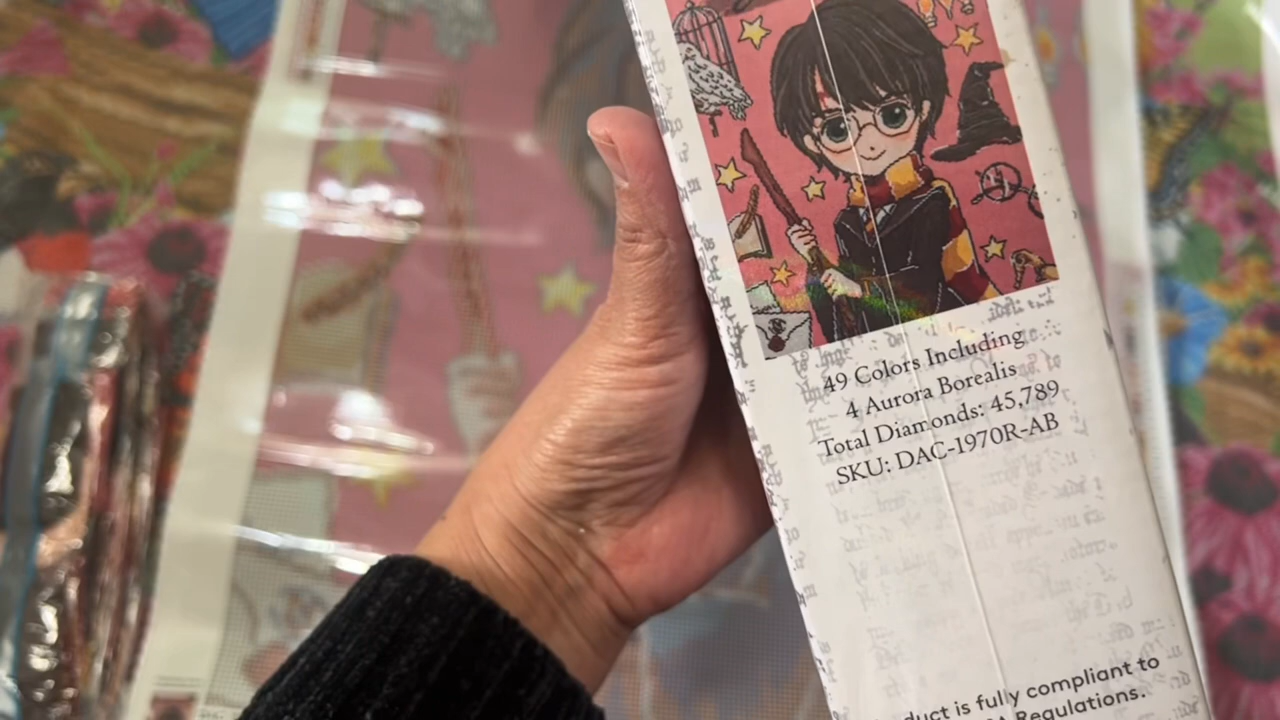 49 Colors Including
4 Aurora Borealis
Total Diamonds: 45,789
SKU: DAC-1970R-AB
duct is fully compliant to
Regulations.